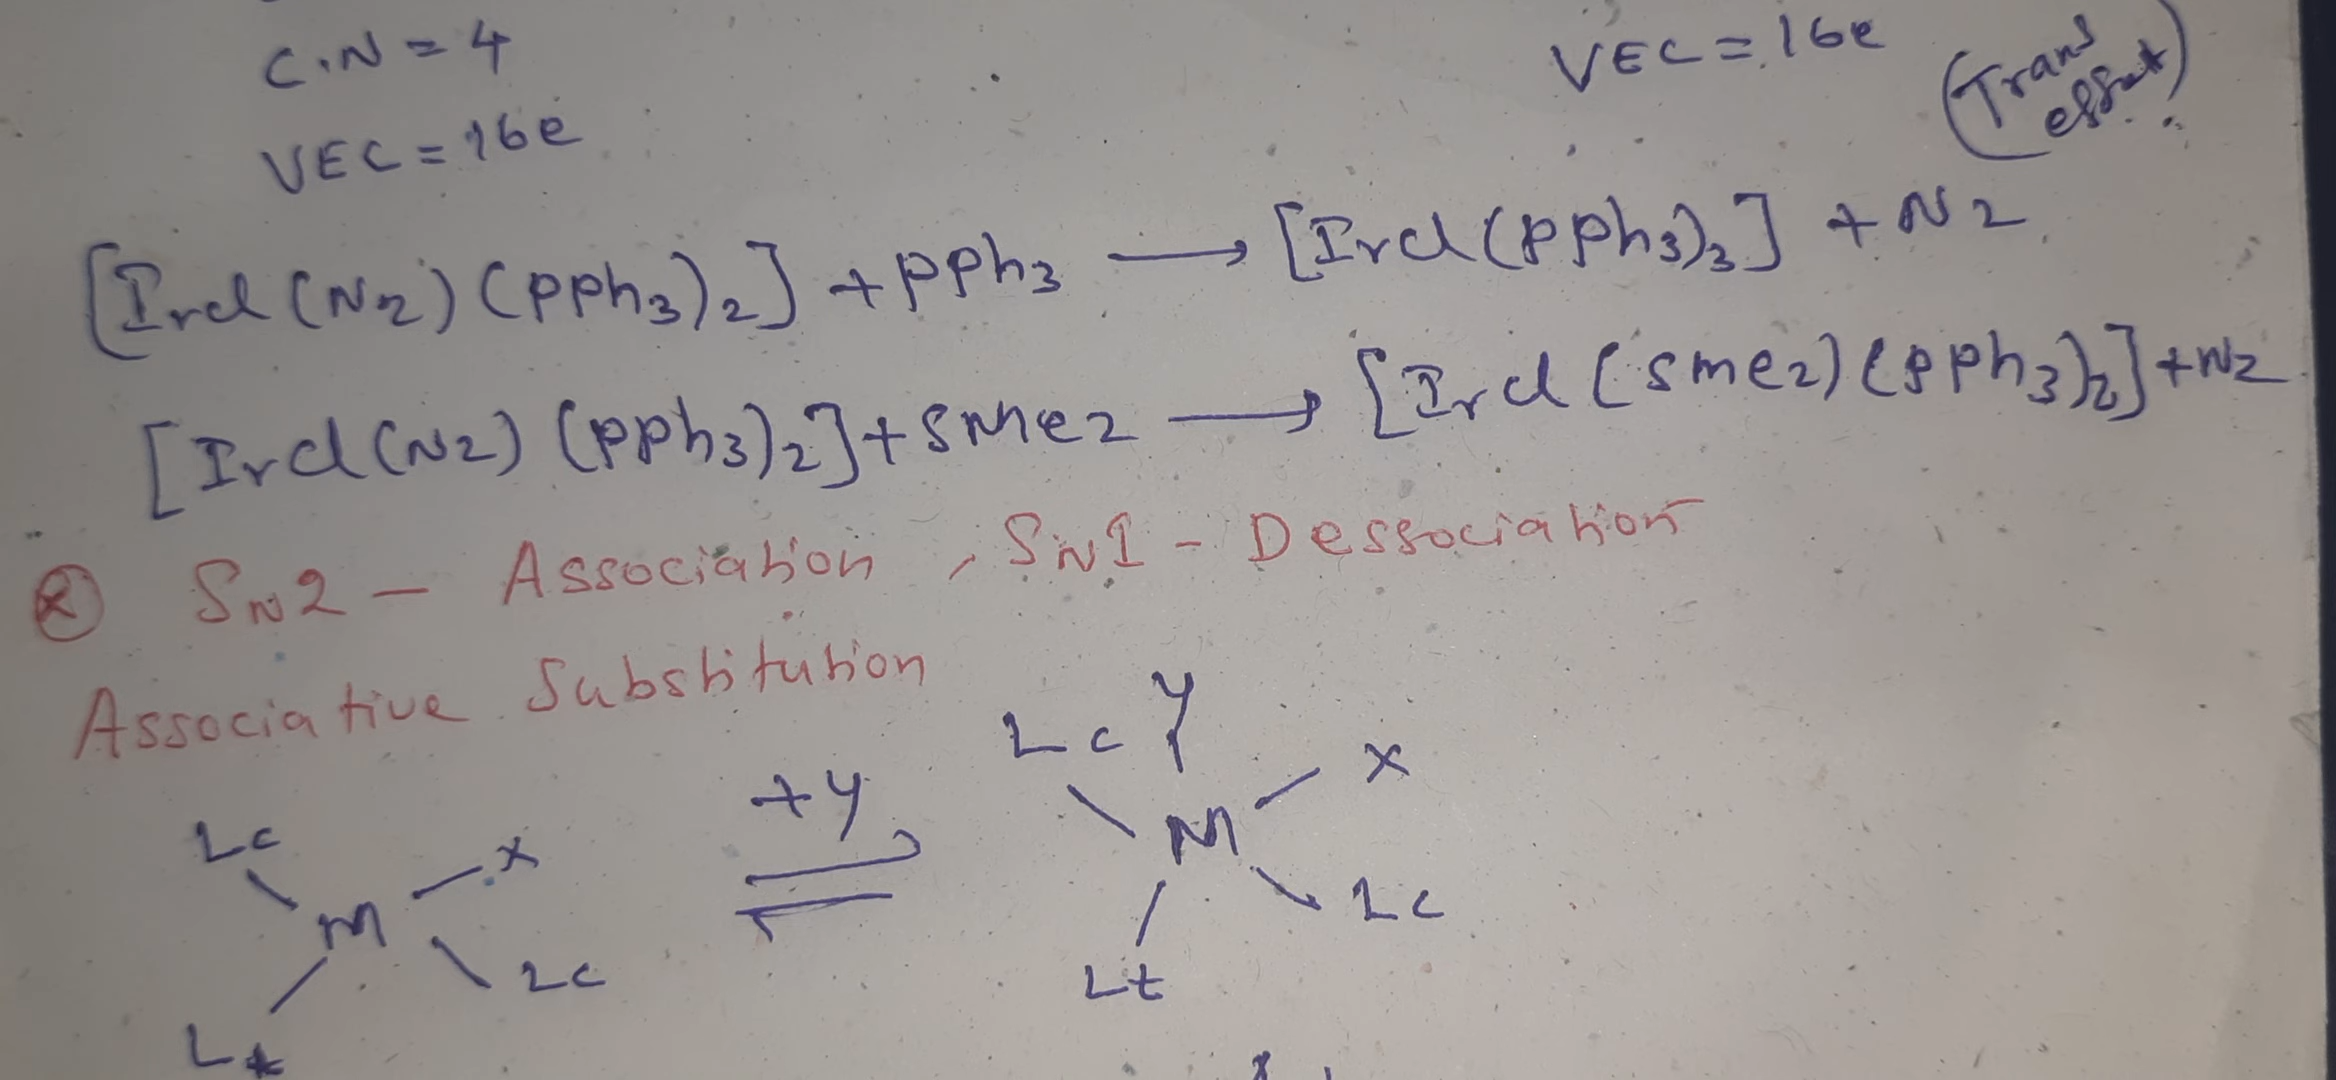 C.N = 4
VEC = 16e
VEC = 16e (Trans effect)
[IrCl(N2)(PPh3)2] + PPh3 → [IrCl(PPh3)3] + N2
[IrCl(N2)(PPh3)2] + SMe2 → [IrCl(SMe2)(PPh3)2] + N2
SN2 - Association, SN1 - Dessociation
Associative Substitution
Lc Y
Lc X +Y Lc X
M M
Lt Lc Lt Lc